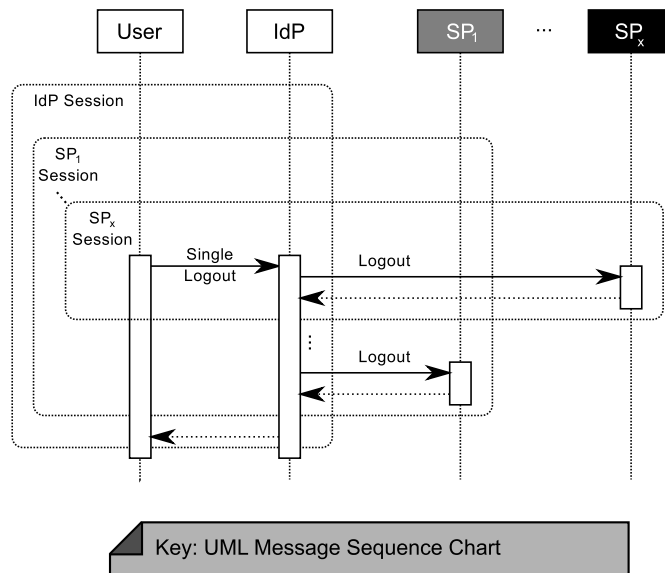 User
IdP
SP₁
...
SPₓ
IdP Session
SP₁
Session
SPₓ
Session
Single
Logout
Logout
Logout
Key: UML Message Sequence Chart